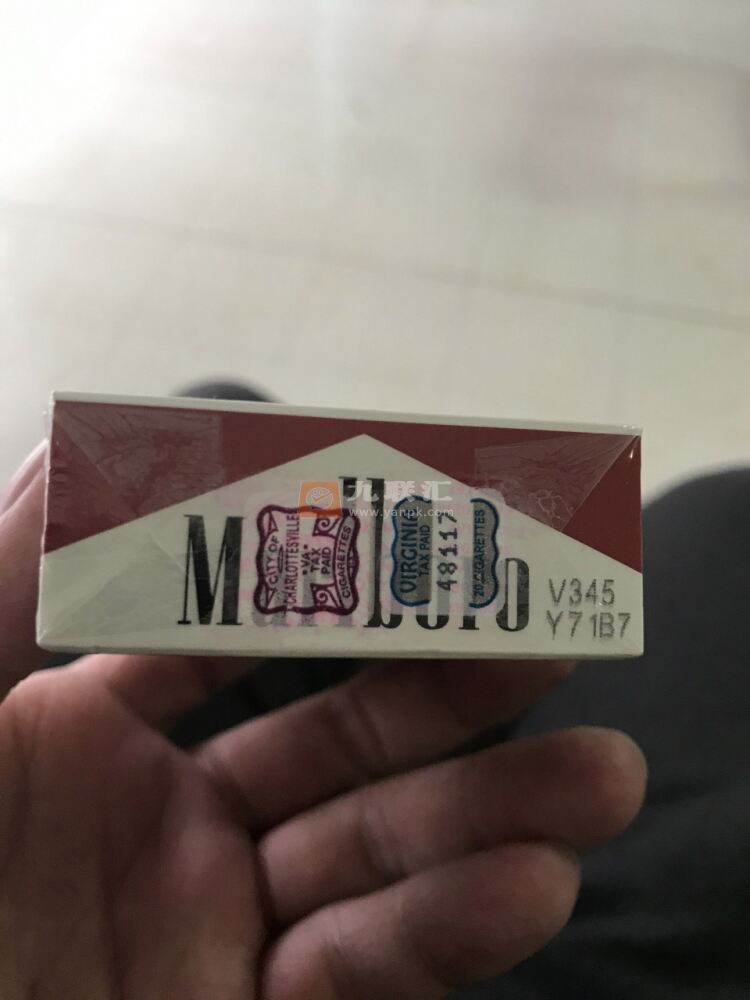 Marlboro
九联汇
www.yanpk.com
CITY OF
CHARLOTTESVILLE
VA
TAX
PAID
CIGARETTES
VIRGINIA
TAX PAID
48117
20 CIGARETTES
V345
Y71B7